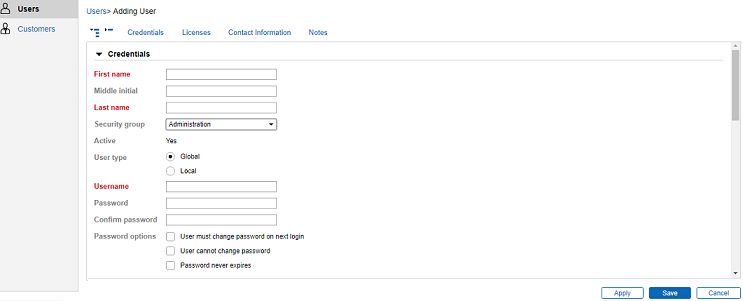 Users
Customers
Users> Adding User
Credentials Licenses Contact Information Notes
Credentials
First name
Middle initial
Last name
Security group Administration
Active Yes
User type Global
Local
Username
Password
Confirm password
Password options User must change password on next login
User cannot change password
Password never expires
Apply Save Cancel